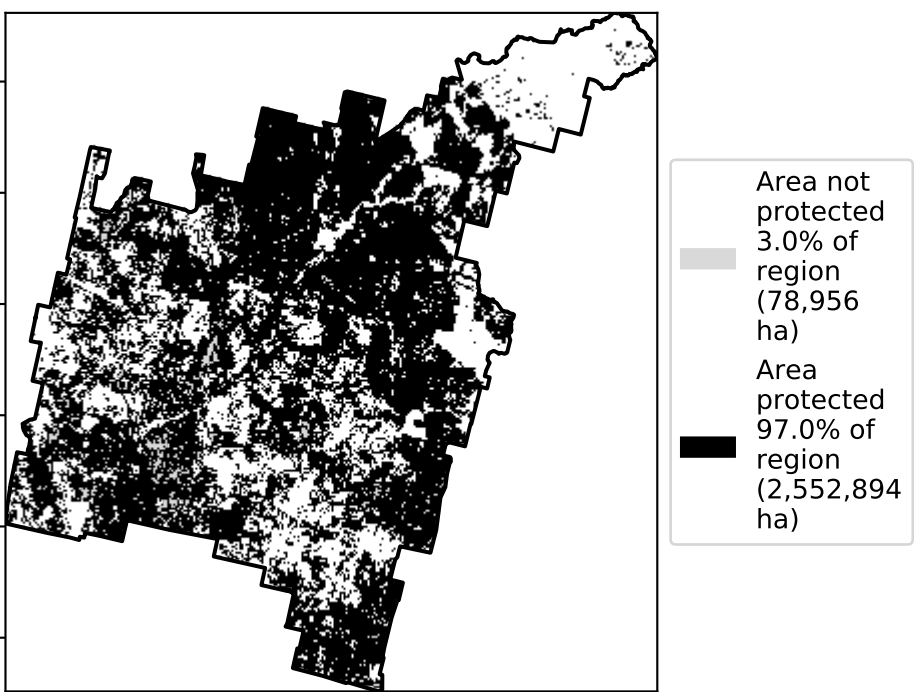 Area not
protected
3.0% of
region
(78,956
ha)
Area
protected
97.0% of
region
(2,552,894
ha)